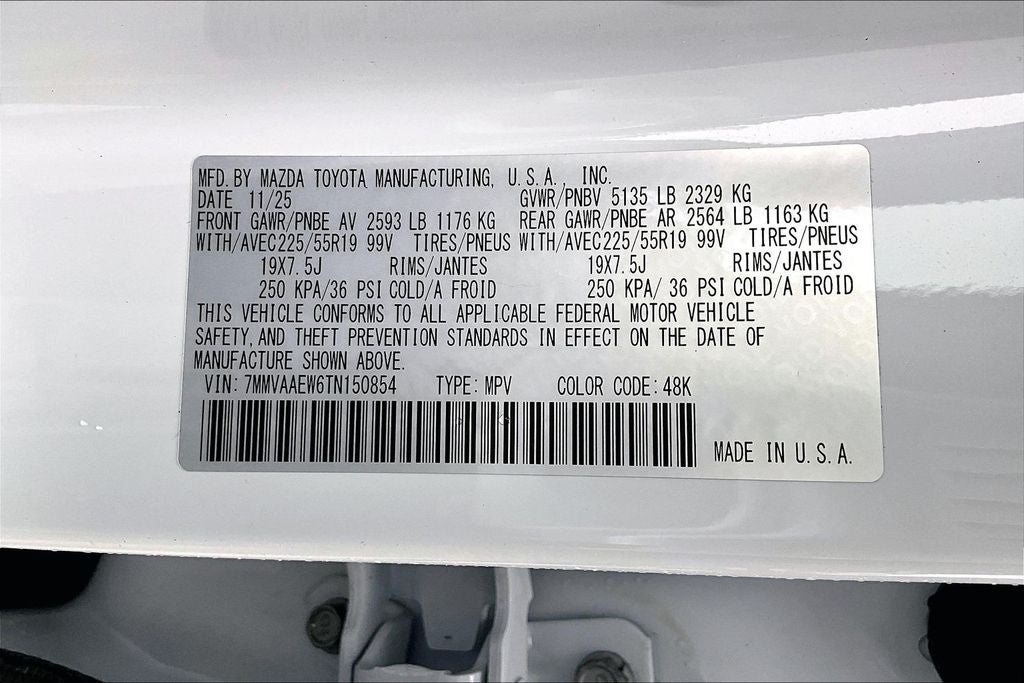 MFD. BY MAZDA TOYOTA MANUFACTURING, U.S.A., INC.
DATE 11/25 GVWR/PNBV 5135 LB 2329 KG
FRONT GAWR/PNBE AV 2593 LB 1176 KG REAR GAWR/PNBE AR 2564 LB 1163 KG
WITH/AVEC225/55R19 99V TIRES/PNEUS WITH/AVEC225/55R19 99V TIRES/PNEUS
19X7.5J RIMS/JANTES 19X7.5J RIMS/JANTES
250 KPA/36 PSI COLD/A FROID 250 KPA/ 36 PSI COLD/A FROID
THIS VEHICLE CONFORMS TO ALL APPLICABLE FEDERAL MOTOR VEHICLE
SAFETY, AND THEFT PREVENTION STANDARDS IN EFFECT ON THE DATE OF
MANUFACTURE SHOWN ABOVE.
VIN: 7MMVAAEW6TN150854 TYPE: MPV COLOR CODE: 48K
MADE IN U.S.A.